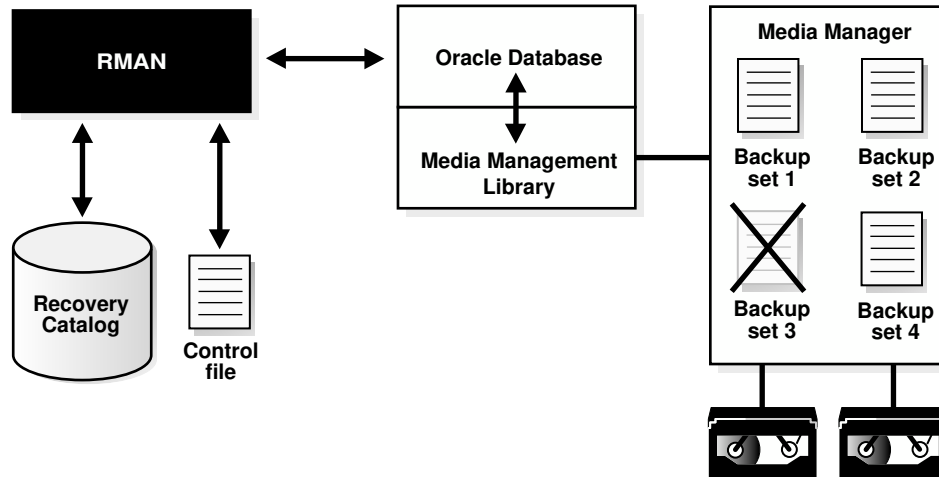 RMAN
Oracle Database
Media Management
Library
Media Manager
Backup
set 1
Backup
set 2
Backup
set 3
Backup
set 4
Recovery
Catalog
Control
file